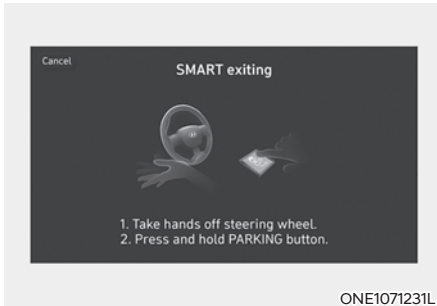 Cancel
SMART exiting
1. Take hands off steering wheel.
2. Press and hold PARKING button.
ONE1071231L